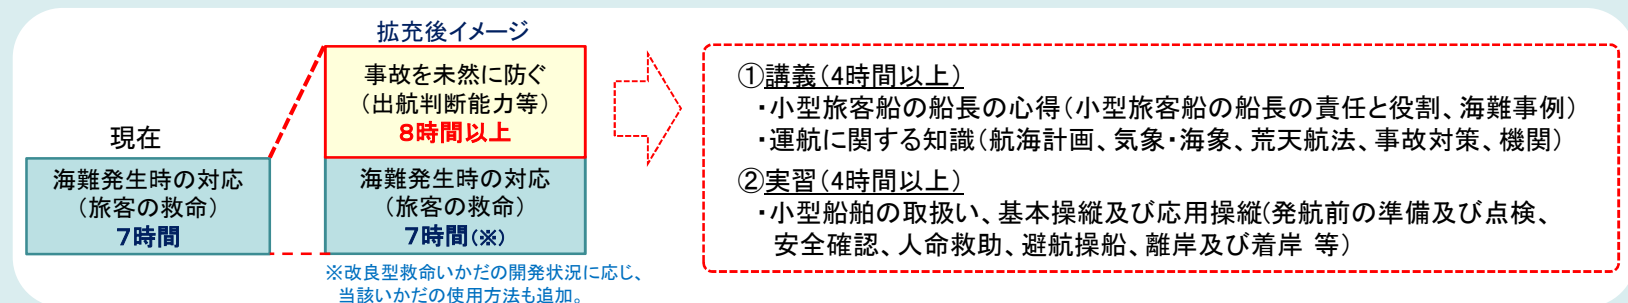 現在
海難発生時の対応
（旅客の救命）
7時間
拡充後イメージ
事故を未然に防ぐ
（出航判断能力等）
8時間以上
海難発生時の対応
（旅客の救命）
7時間(※)
※改良型救命いかだの開発状況に応じ、
当該いかだの使用方法も追加。
①講義（4時間以上）
・小型旅客船の船長の心得（小型旅客船の船長の責任と役割、海難事例）
・運航に関する知識（航海計画、気象・海象、荒天航法、事故対策、機関）
②実習（4時間以上）
・小型船舶の取扱い、基本操縦及び応用操縦（発航前の準備及び点検、
安全確認、人命救助、避航操船、離岸及び着岸 等）